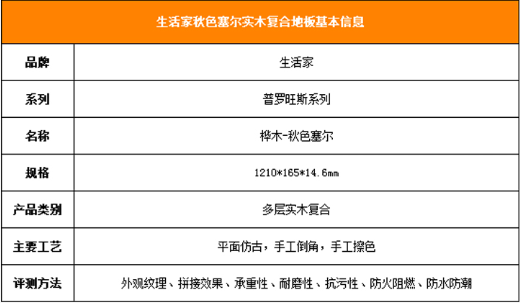 生活家秋色塞尔实木复合地板基本信息
品牌 生活家
系列 普罗旺斯系列
名称 桦木-秋色塞尔
规格 1210*165*14.6mm
产品类别 多层实木复合
主要工艺 平面仿古，手工倒角，手工擦色
评测方法 外观纹理、拼接效果、承重性、耐磨性、抗污性、防火阻燃、防水防潮